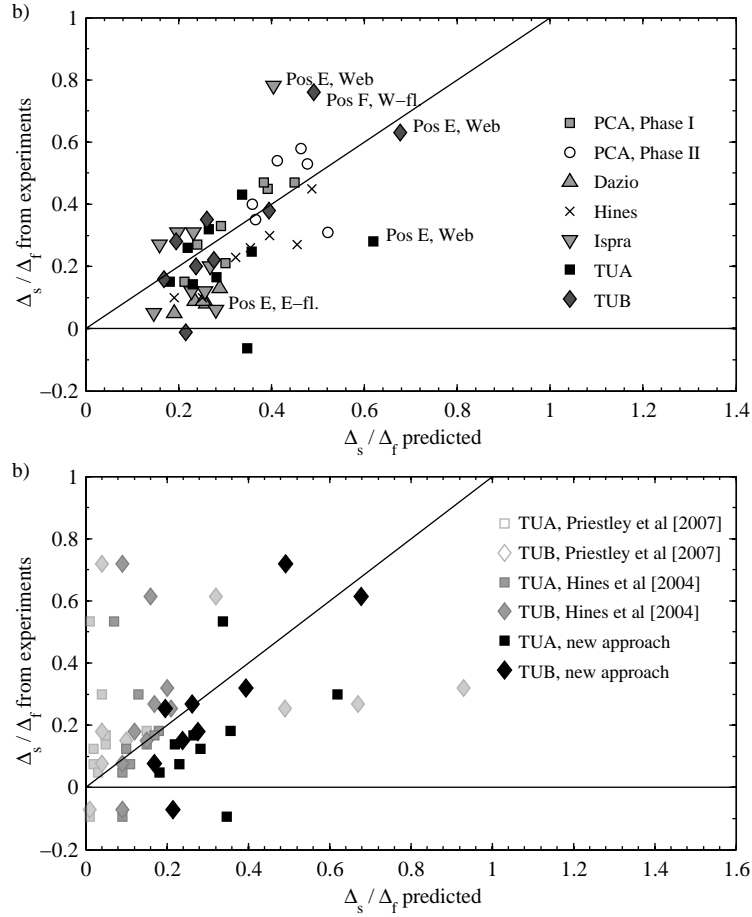 b)
1
0.8
0.6
0.4
0.2
0
−0.2
Δs / Δf from experiments
Pos E, Web
Pos F, W−fl.
Pos E, Web
Pos E, Web
Pos E, E−fl.
PCA, Phase I
PCA, Phase II
Dazio
Hines
Ispra
TUA
TUB
0 0.2 0.4 0.6 0.8 1 1.2 1.4
Δs / Δf predicted
b)
1
0.8
0.6
0.4
0.2
0
−0.2
Δs / Δf from experiments
TUA, Priestley et al [2007]
TUB, Priestley et al [2007]
TUA, Hines et al [2004]
TUB, Hines et al [2004]
TUA, new approach
TUB, new approach
0 0.2 0.4 0.6 0.8 1 1.2 1.4 1.6
Δs / Δf predicted